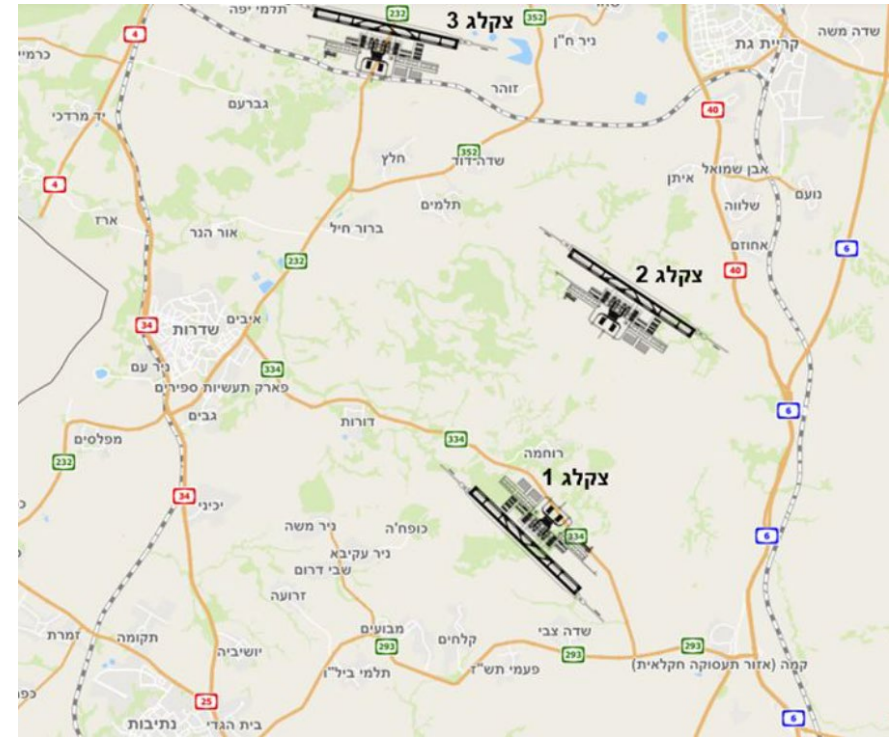 תלמי יפה
232
צקלג 3
352
ניר ח"ן
קריית גת
שדה משה
4
זוהר
גברעם
40
יד מרדכי
352
שדה דוד
חלץ
אבן שמואל
איתן
4
נועם
שלווה
תלמים
ארז
אור הנר
ברור חיל
אחוזם
6
232
40
צקלג 2
איבים
34
שדרות
ניר עם
334
פארק תעשיות ספירים
גבים
6
דורות
מפלסים
334
232
רוחמה
צקלג 1
34
יכיני
ניר משה
כופח'ה
334
6
ניר עקיבא
שבי דרום
זרועה
מבועים
שדה צבי
זמרת
תקומה
קלחים
293
293
293
יושיביה
קמה (אזור תעסוקה חקלאית)
תלמי ביל"ו
פעמי תש"ז
25
6
נתיבות
בית הגדי